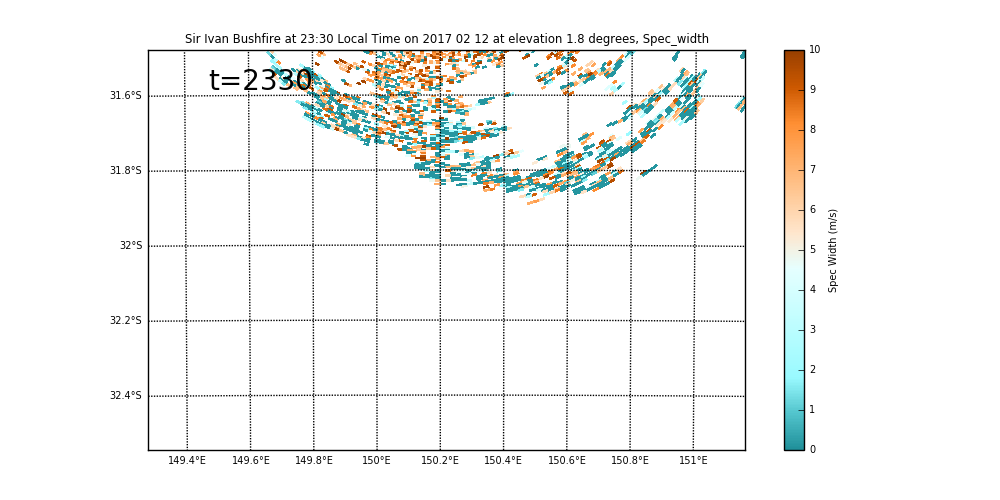 Sir Ivan Bushfire at 23:30 Local Time on 2017 02 12 at elevation 1.8 degrees, Spec_width
t=2330
31.6°S
31.8°S
32°S
32.2°S
32.4°S
149.4°E 149.6°E 149.8°E 150°E 150.2°E 150.4°E 150.6°E 150.8°E 151°E
10
9
8
7
6
5
4
3
2
1
0
Spec Width (m/s)